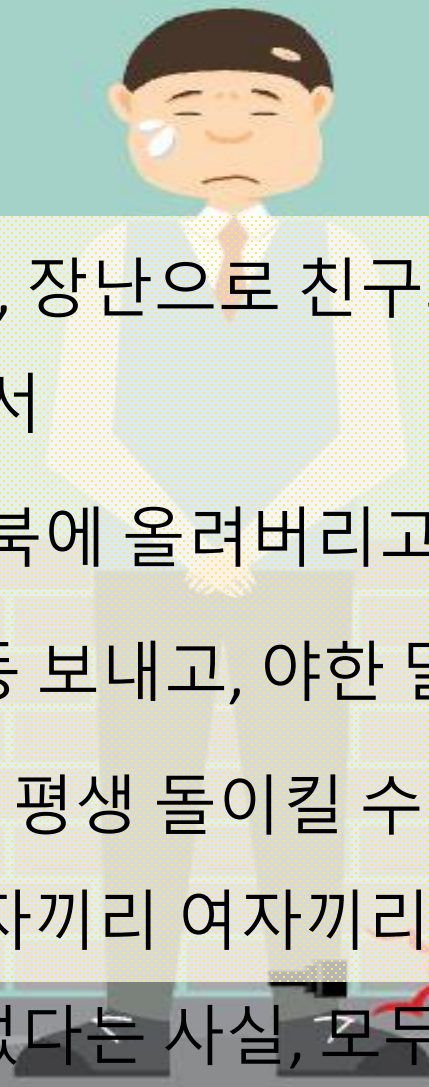 , 장난으로 친구
서
북에 올려버리고
등 보내고, 야한
평생 돌이킬 수
자끼리 여자끼리
없다는 사실, 모두